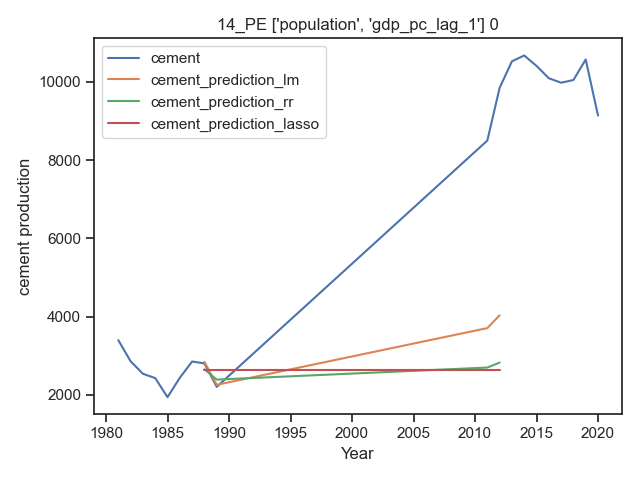 14_PE ['population', 'gdp_pc_lag_1'] 0
cement
cement_prediction_lm
cement_prediction_rr
cement_prediction_lasso
10000
8000
6000
4000
2000
cement production
1980 1985 1990 1995 2000 2005 2010 2015 2020
Year